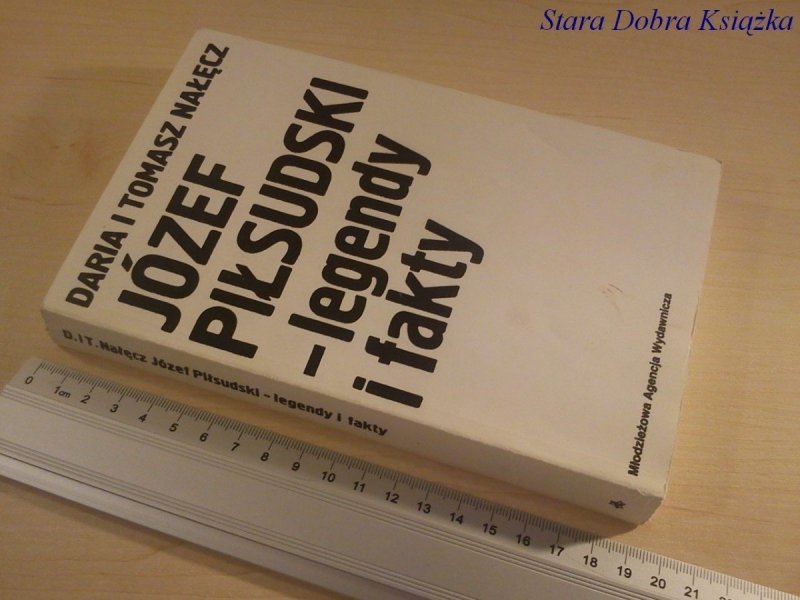 Stara Dobra Książka
DARIA I TOMASZ NAŁĘCZ
JÓZEF
PIŁSUDSKI
– legendy
i fakty
Młodzieżowa Agencja Wydawnicza
D. I T. Nałęcz Józef Piłsudski – legendy i fakty
0 1cm 2 3 4 5 6 7 8 9 10 11 12 13 14 15 16 17 18 19 20 21